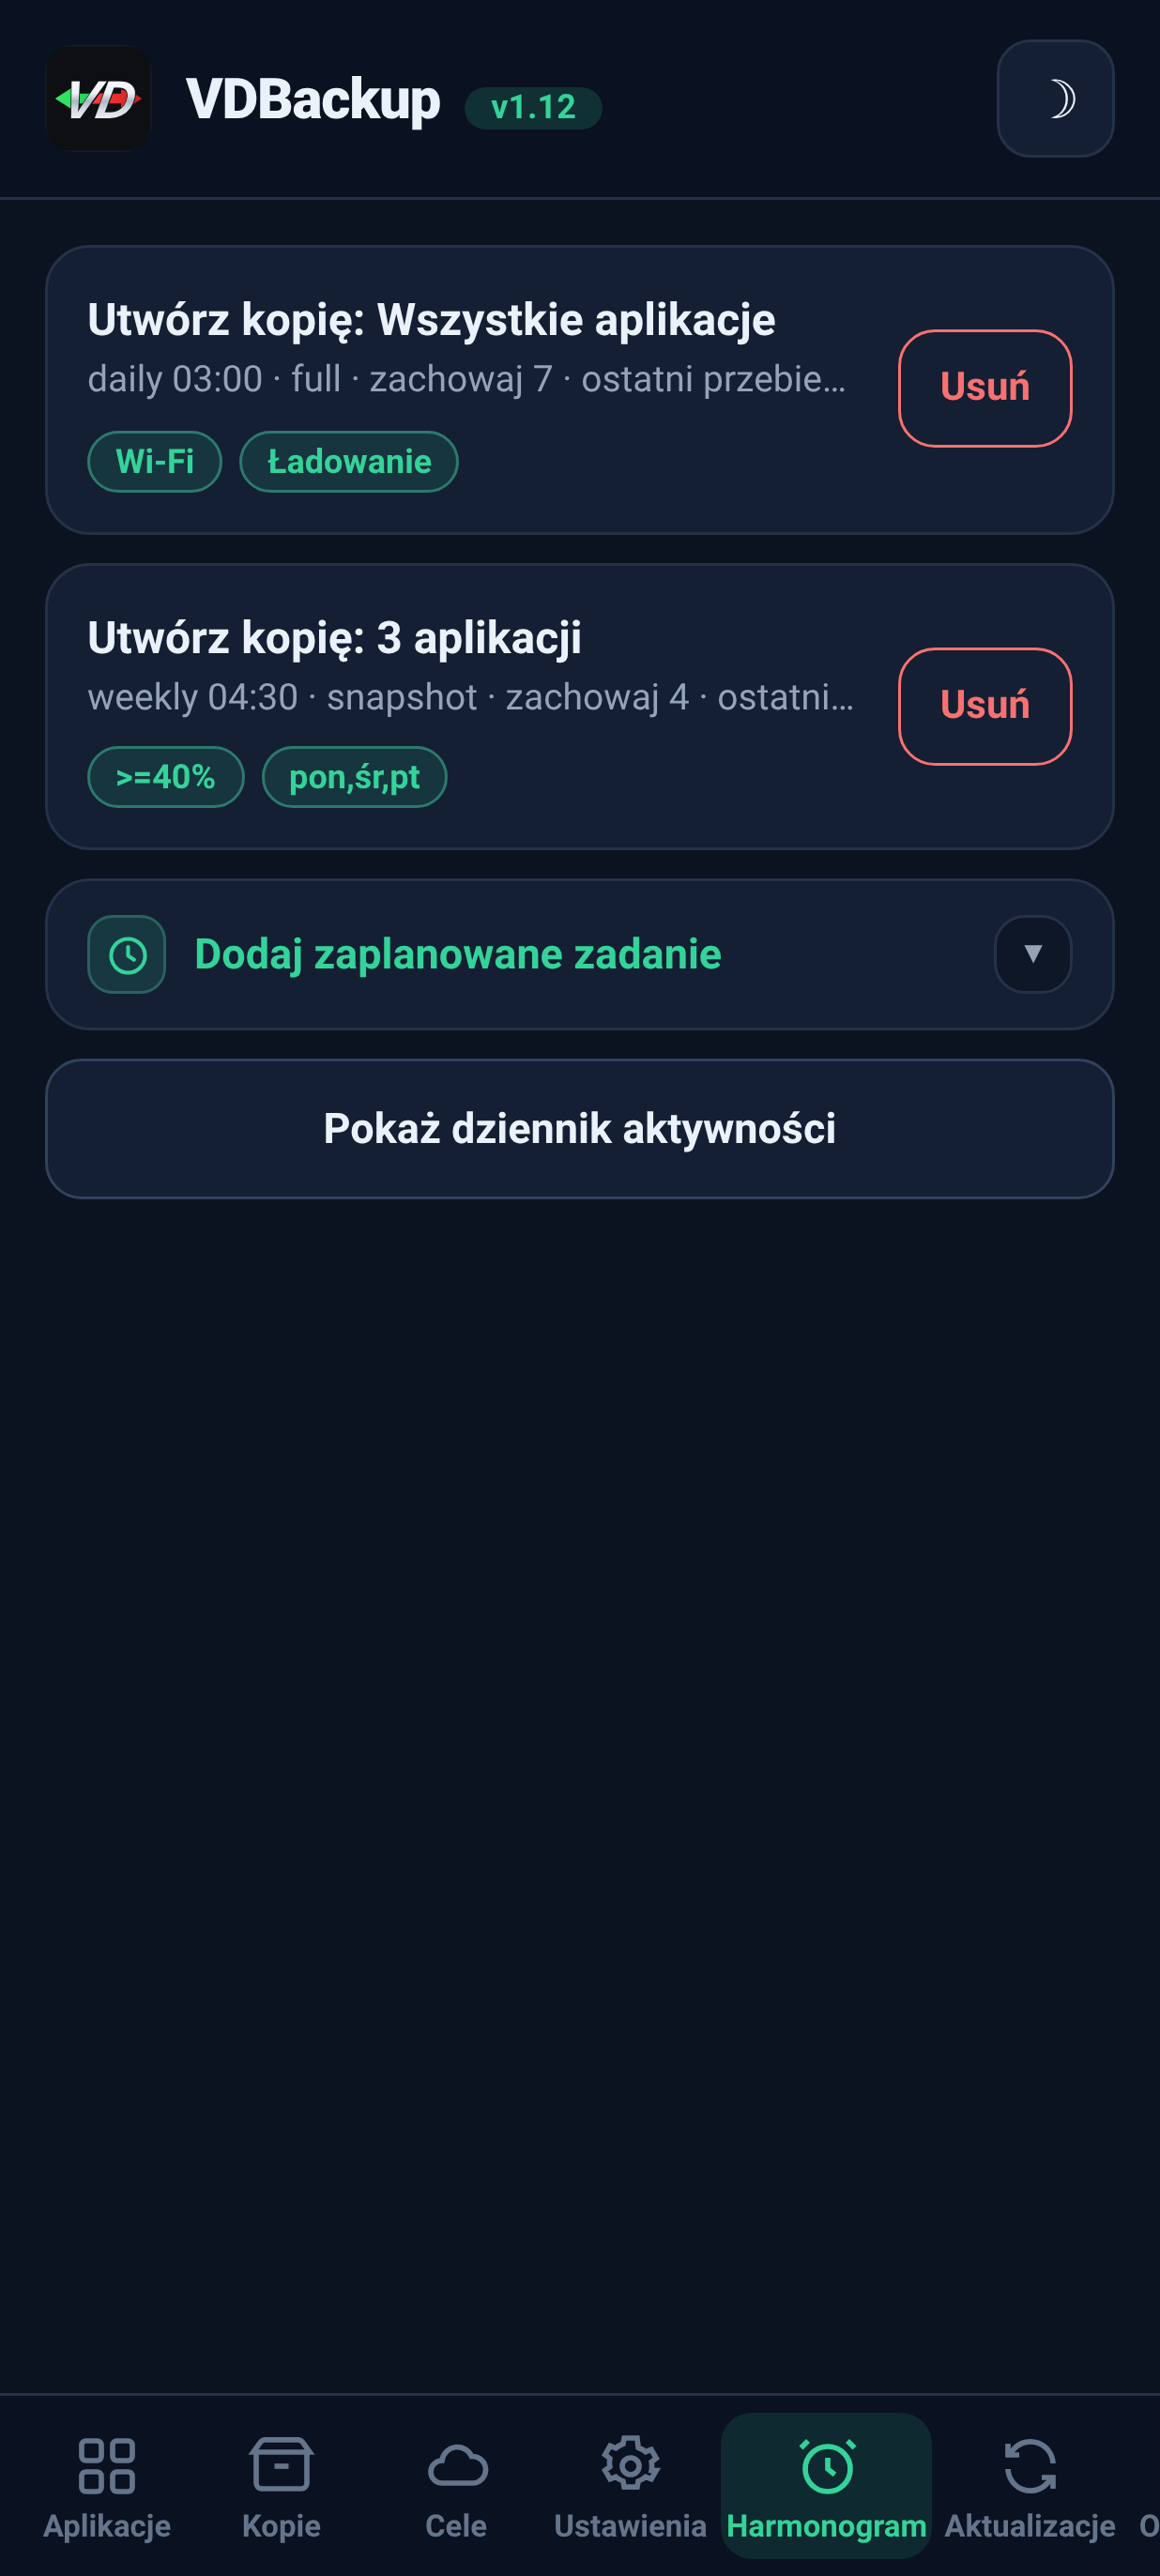 VD
VDBackup v1.12
Utwórz kopię: Wszystkie aplikacje
daily 03:00 · full · zachowaj 7 · ostatni przebie...
Usuń
Wi-Fi
Ładowanie
Utwórz kopię: 3 aplikacji
weekly 04:30 · snapshot · zachowaj 4 · ostatni...
Usuń
>=40%
pon,śr,pt
Dodaj zaplanowane zadanie
Pokaż dziennik aktywności
Aplikacje
Kopie
Cele
Ustawienia
Harmonogram
Aktualizacje